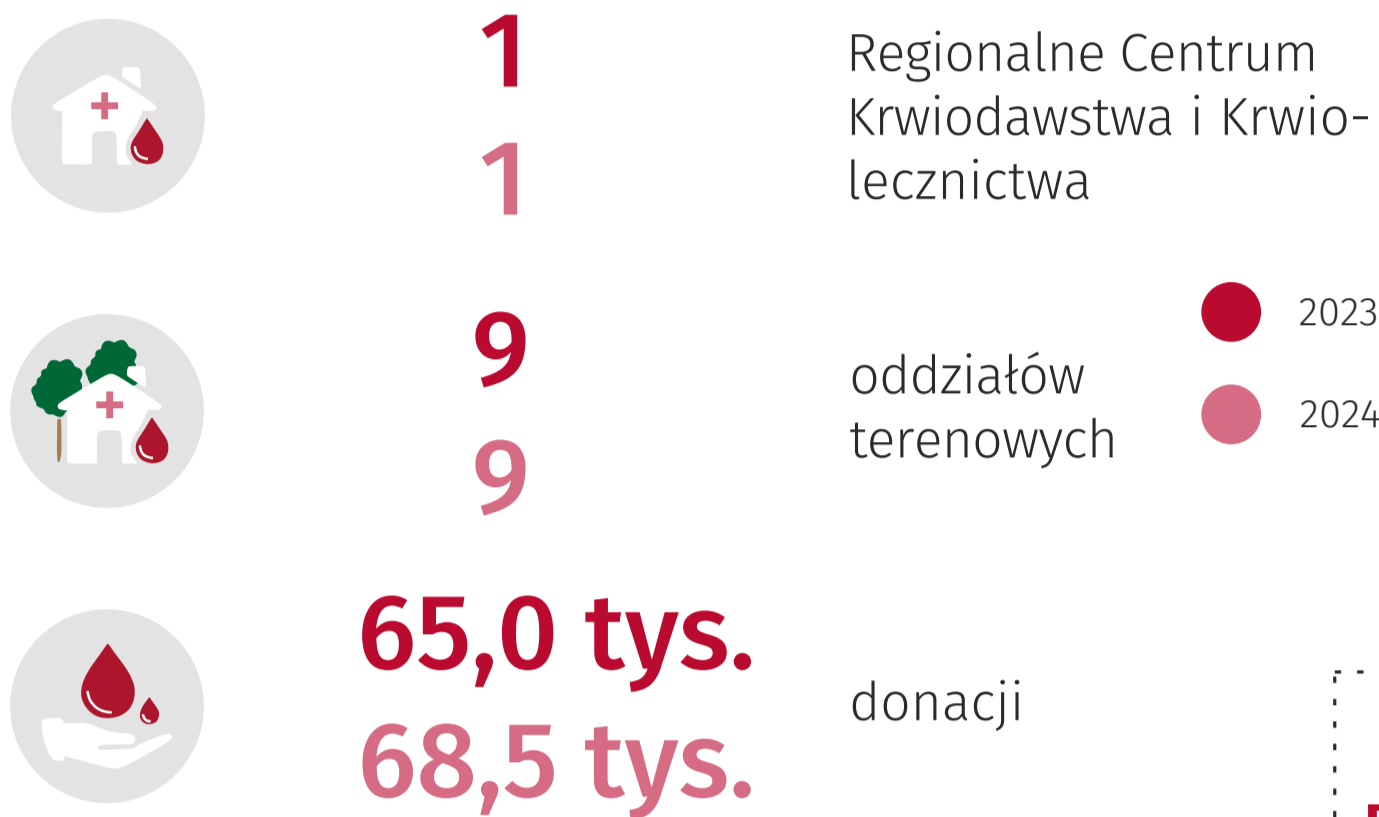 1
1
Regionalne Centrum
Krwiodawstwa i Krwio-
lecznictwa
9
9
oddziałów
terenowych
2023
2024
65,0 tys.
68,5 tys.
donacji